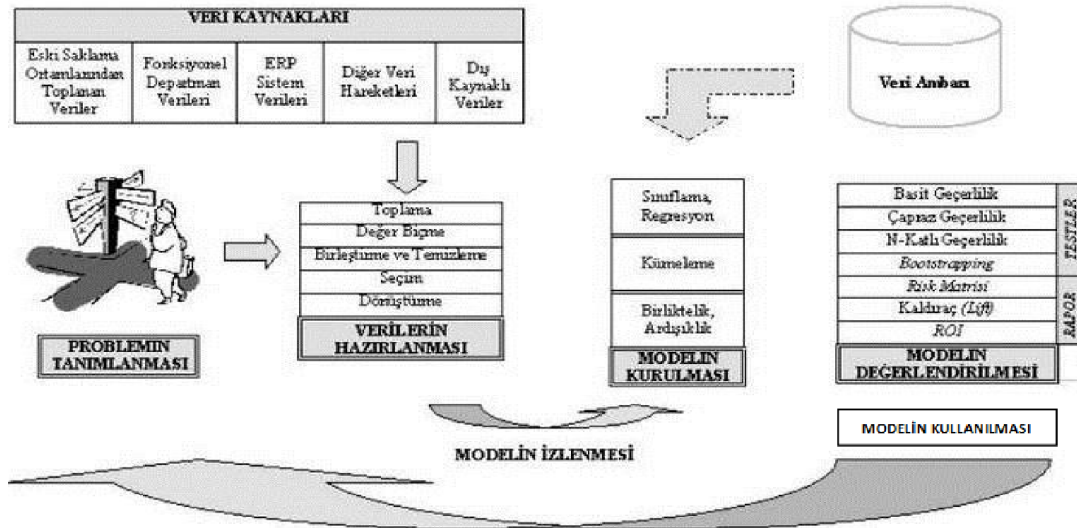 VERI KAYNAKLARI
Eski Saklama
Ortamlarından
Toplanan
Veriler
Fonksiyonel
Departman
Verileri
ERP
Sistem
Verileri
Diğer Veri
Hareketleri
Dış
Kaynaklı
Veriler
Veri Ambarı
Toplama
Değer Biçme
Birleştirme ve Temizleme
Seçim
Dönüştürme
VERİLERİN
HAZIRLANMASI
PROBLEMIN
TANIMLANMASI
Sınıflama,
Regresyon
Kümeleme
Birliktelik,
Ardışıklık
MODELIN
KURULMASI
Basit Geçerlilik
Çapraz Geçerlilik
N-Katlı Geçerlilik
Bootstrapping
Risk Matrisi
Kaldıraç (Lift)
ROI
TESTLER
RAPOR
MODELIN
DEĞERLENDİRİLMESİ
MODELİN KULLANILMASI
MODELİN İZLENMESİ